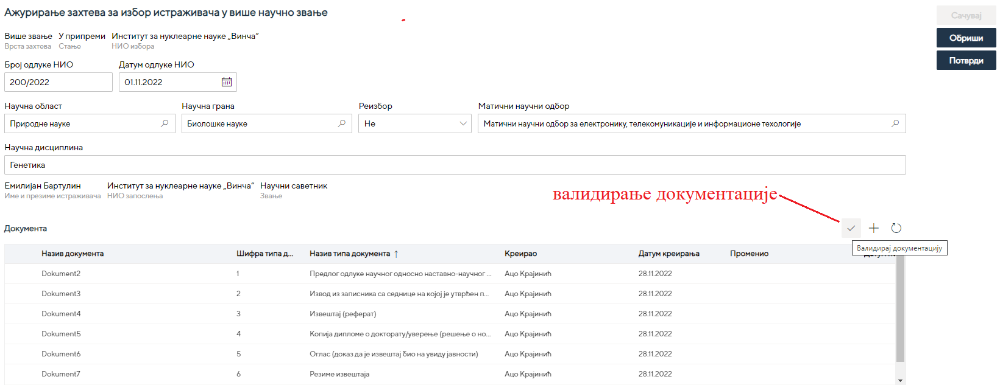 Ажурирање захтева за избор истраживача у више научно звање
Сачувај
Обриши
Потврди
Више звање У припреми Институт за нуклеарне науке „Винча“
Врста захтева Стање НИО избора
Број одлуке НИО Датум одлуке НИО
200/2022 01.11.2022
Научна област Научна грана Реизбор Матични научни одбор
Природне науке Биолошке науке Не Матични научни одбор за електронику, телекомуникације и информационе техологије
Научна дисциплина
Генетика
Емилијан Бартулин Институт за нуклеарне науке „Винча“ Научни саветник
Име и презиме истраживача НИО запослења Звање
валидирање документације
Документа
Валидирај документацију
Назив документа Шифра типа д... Назив типа документа ↑ Креирао Датум креирања Променио
Dokument2 1 Предлог одлуке научног односно наставно-научног ... Ацо Крајинић 28.11.2022
Dokument3 2 Извод из записника са седнице на којој је утврђен п... Ацо Крајинић 28.11.2022
Dokument4 3 Извештај (реферат) Ацо Крајинић 28.11.2022
Dokument5 4 Копија дипломе о докторату/уверење (решење о но... Ацо Крајинић 28.11.2022
Dokument6 5 Оглас (доказ да је извештај био на увиду јавности) Ацо Крајинић 28.11.2022
Dokument7 6 Резиме извештаја Ацо Крајинић 28.11.2022